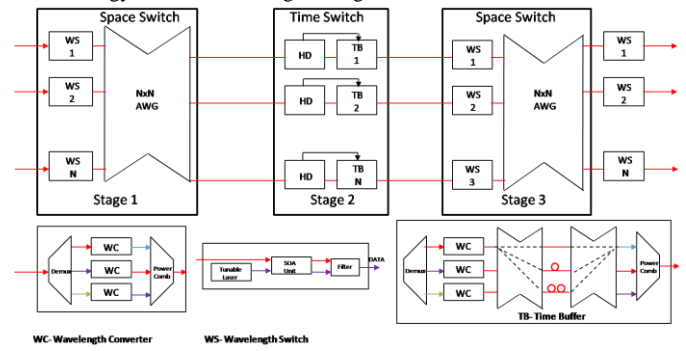 Space Switch
Time Switch
Space Switch
WS
1
WS
2
WS
N
NxN
AWG
Stage 1
HD
TB
1
HD
TB
2
HD
TB
N
Stage 2
WS
1
WS
2
WS
3
NxN
AWG
Stage 3
WS
1
WS
2
WS
N
Demux
WC
WC
WC
Power
Comb
Tunable
Laser
SOA
Unit
Filter
DATA
Demux
WC
WC
WC
Power
Comb
TB- Time Buffer
WC- Wavelength Converter
WS- Wavelength Switch